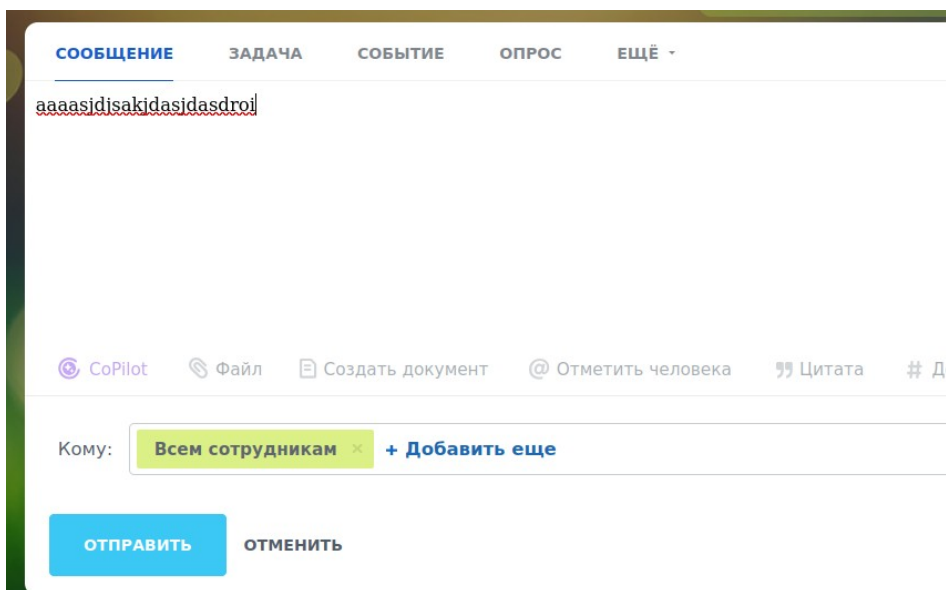 СООБЩЕНИЕ ЗАДАЧА СОБЫТИЕ ОПРОС ЕЩЁ
aaaasjdjsakjdasjdasdroi
CoPilot Файл Создать документ @ Отметить человека Цитата #
Кому: Всем сотрудникам × + Добавить еще
ОТПРАВИТЬ ОТМЕНИТЬ